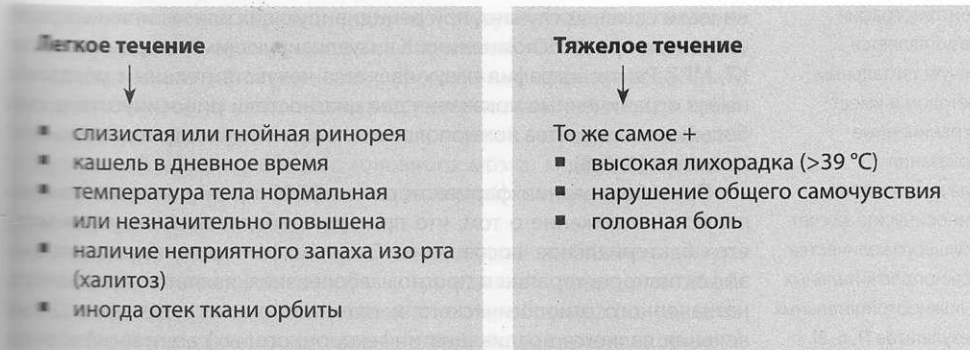 Легкое течение
слизистая или гнойная ринорея
кашель в дневное время
температура тела нормальная
или незначительно повышена
наличие неприятного запаха изо рта
(халитоз)
иногда отек ткани орбиты
Тяжелое течение
То же самое +
высокая лихорадка (>39 °C)
нарушение общего самочувствия
головная боль